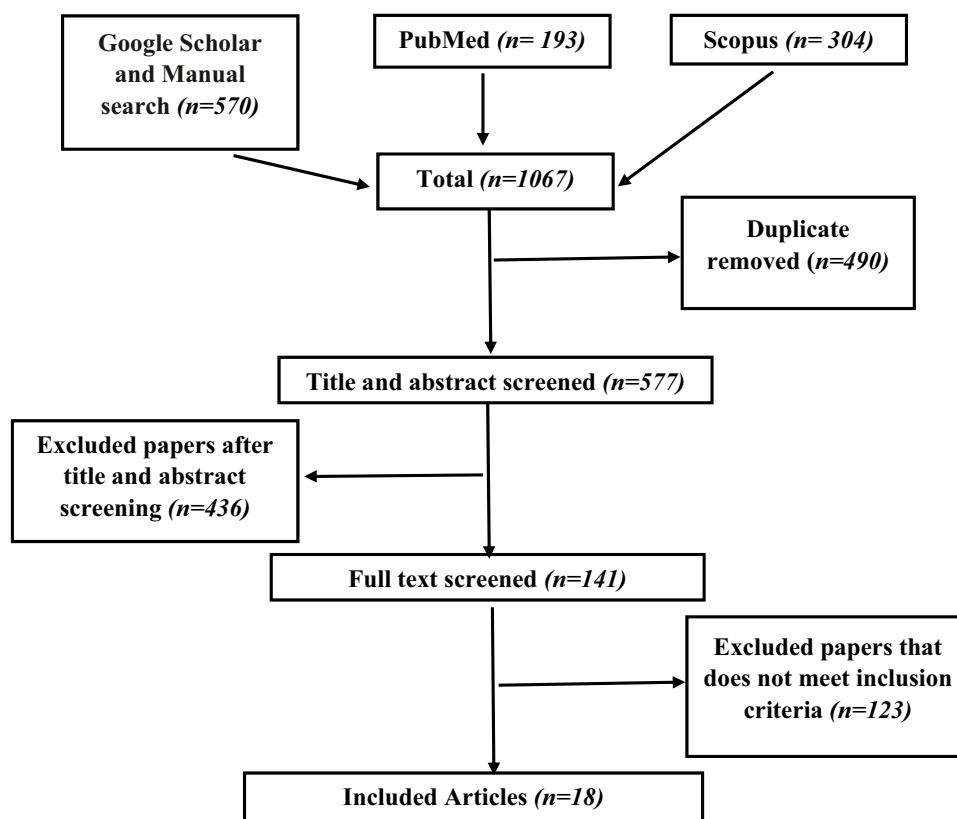 Google Scholar
and Manual
search (n=570)
PubMed (n= 193)
Scopus (n= 304)
Total (n=1067)
Duplicate
removed (n=490)
Title and abstract screened (n=577)
Excluded papers after
title and abstract
screening (n=436)
Full text screened (n=141)
Excluded papers that
does not meet inclusion
criteria (n=123)
Included Articles (n=18)